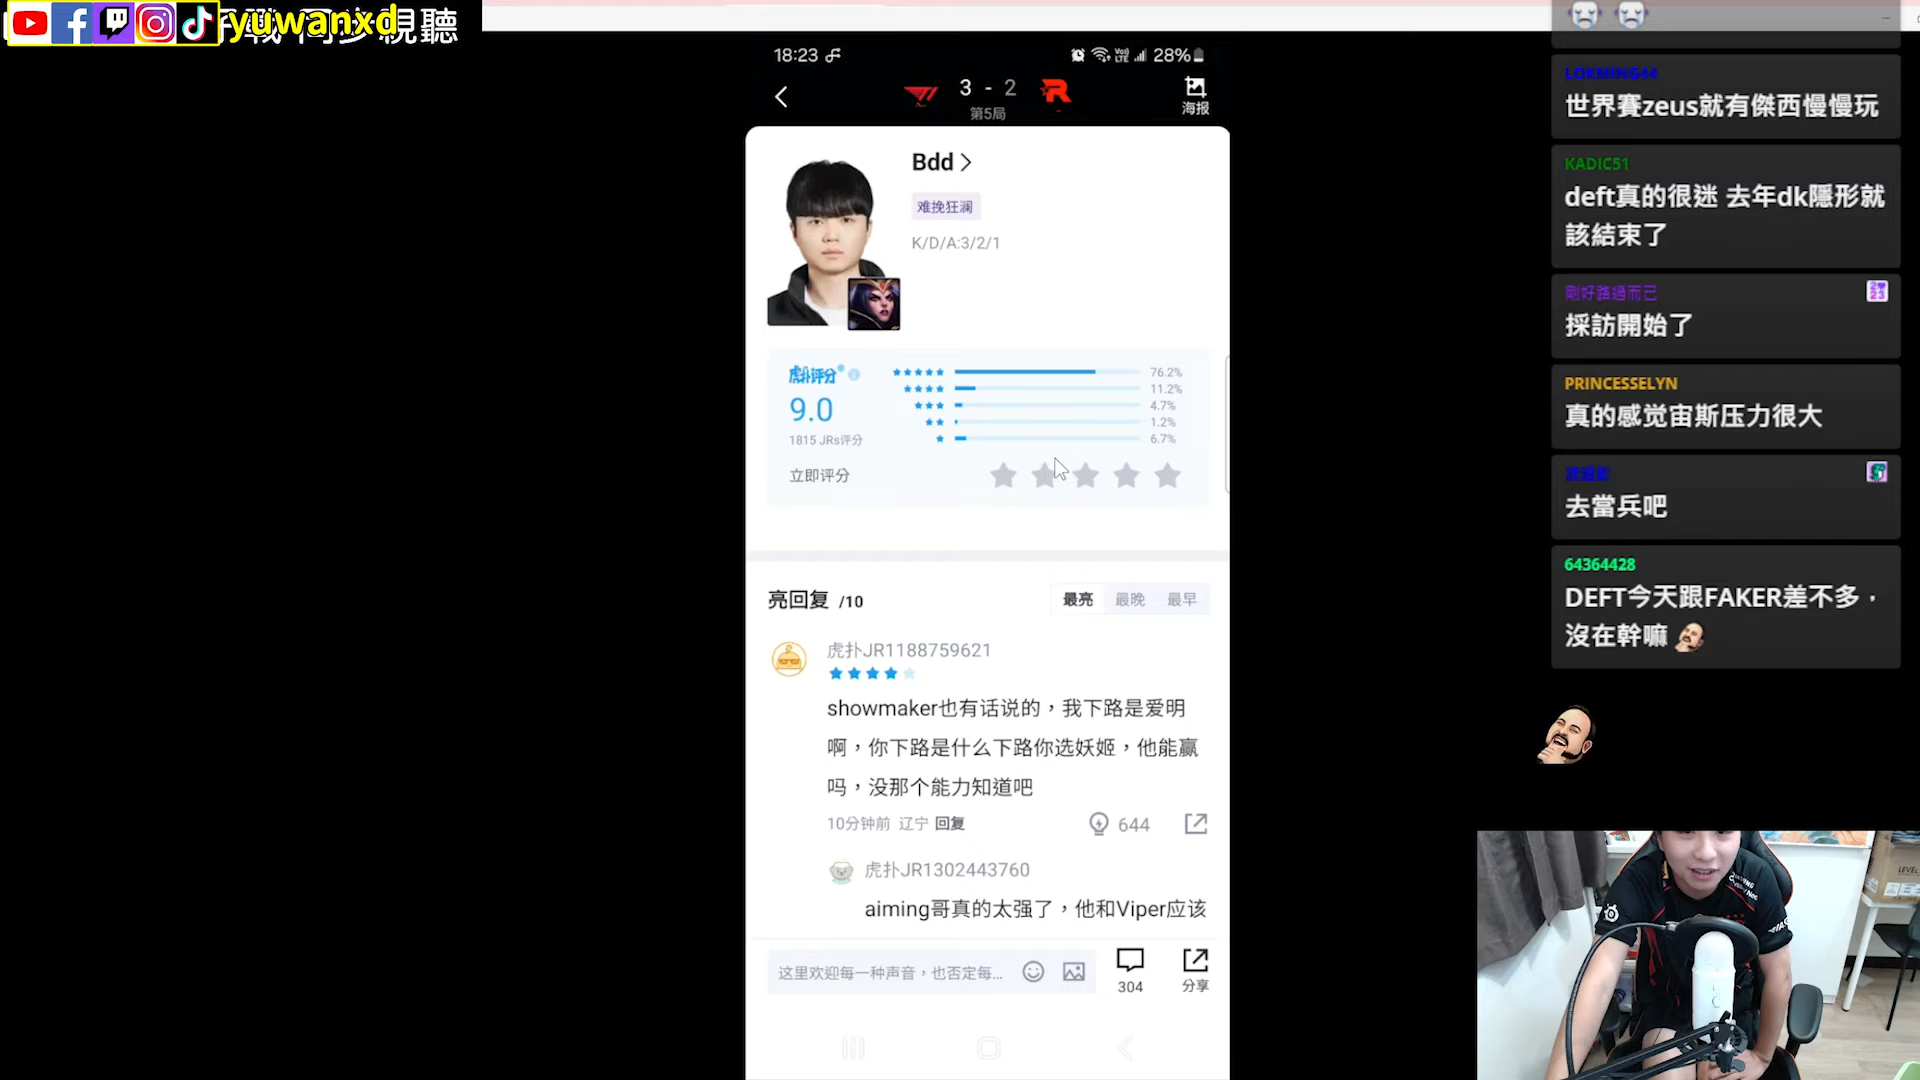 yuwanxd
視聽
18:23
28%
3 - 2
第5局
海报
Bdd
难挽狂澜
K/D/A:3/2/1
虎扑评分
9.0
1815 JRs评分
76.2%
11.2%
4.7%
1.2%
6.7%
立即评分
亮回复 /10
最亮 最晚 最早
虎扑JR1188759621
showmaker也有话说的，我下路是爱明
啊，你下路是什么下路你选妖姬，他能赢
吗，没那个能力知道吧
10分钟前 辽宁 回复
644
虎扑JR1302443760
aiming哥真的太强了，他和Viper应该
这里欢迎每一种声音，也否定每...
304
分享
LOKMING44
世界賽zeus就有傑西慢慢玩
KADIC51
deft真的很迷 去年dk隱形就
該結束了
剛好路過而已
採訪開始了
PRINCESSELYN
真的感觉宙斯压力很大
去當兵吧
64364428
DEFT今天跟FAKER差不多，
沒在幹嘛